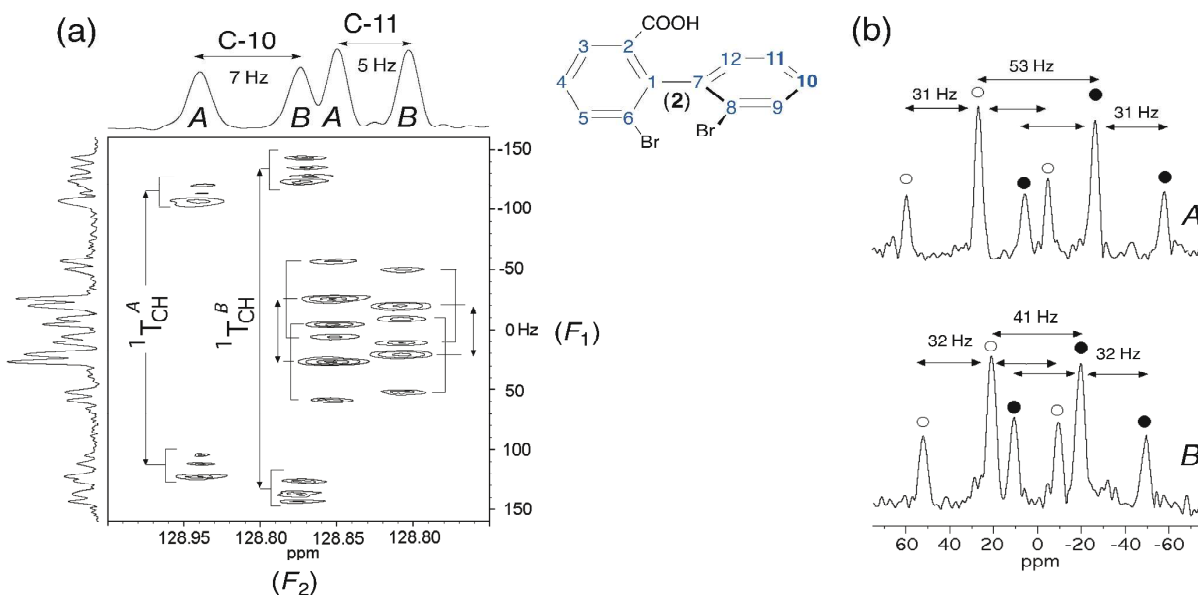 (a)
C-10
C-11
7 Hz
5 Hz
A
B
A
B
-150
-100
-50
0 Hz
50
100
150
(F1)
1TCH A
1TCH B
128.95
128.80
128.85
128.80
ppm
(F2)
COOH
3
2
12
11
4
1
7
10
(2)
8
9
5
6
Br
Br
(b)
53 Hz
31 Hz
31 Hz
A
41 Hz
32 Hz
32 Hz
B
60
40
20
0
-20
-40
-60
ppm